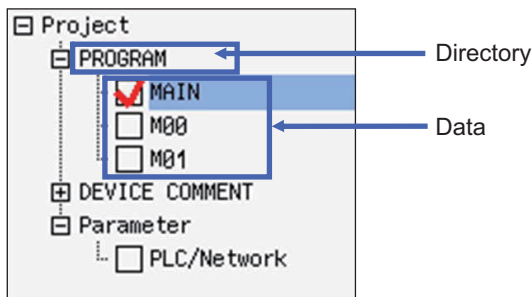 Project
PROGRAM
Directory
MAIN
M00
Data
M01
DEVICE COMMENT
Parameter
PLC/Network